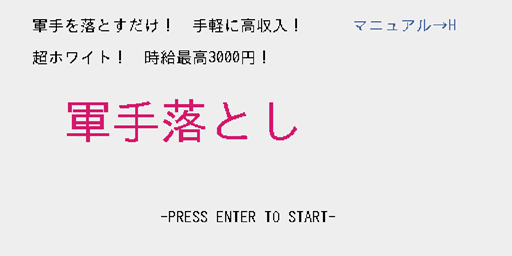 軍手を落とすだけ！　手軽に高収入！　マニュアル→H
超ホワイト！　時給最高3000円！
軍手落とし
-PRESS ENTER TO START-